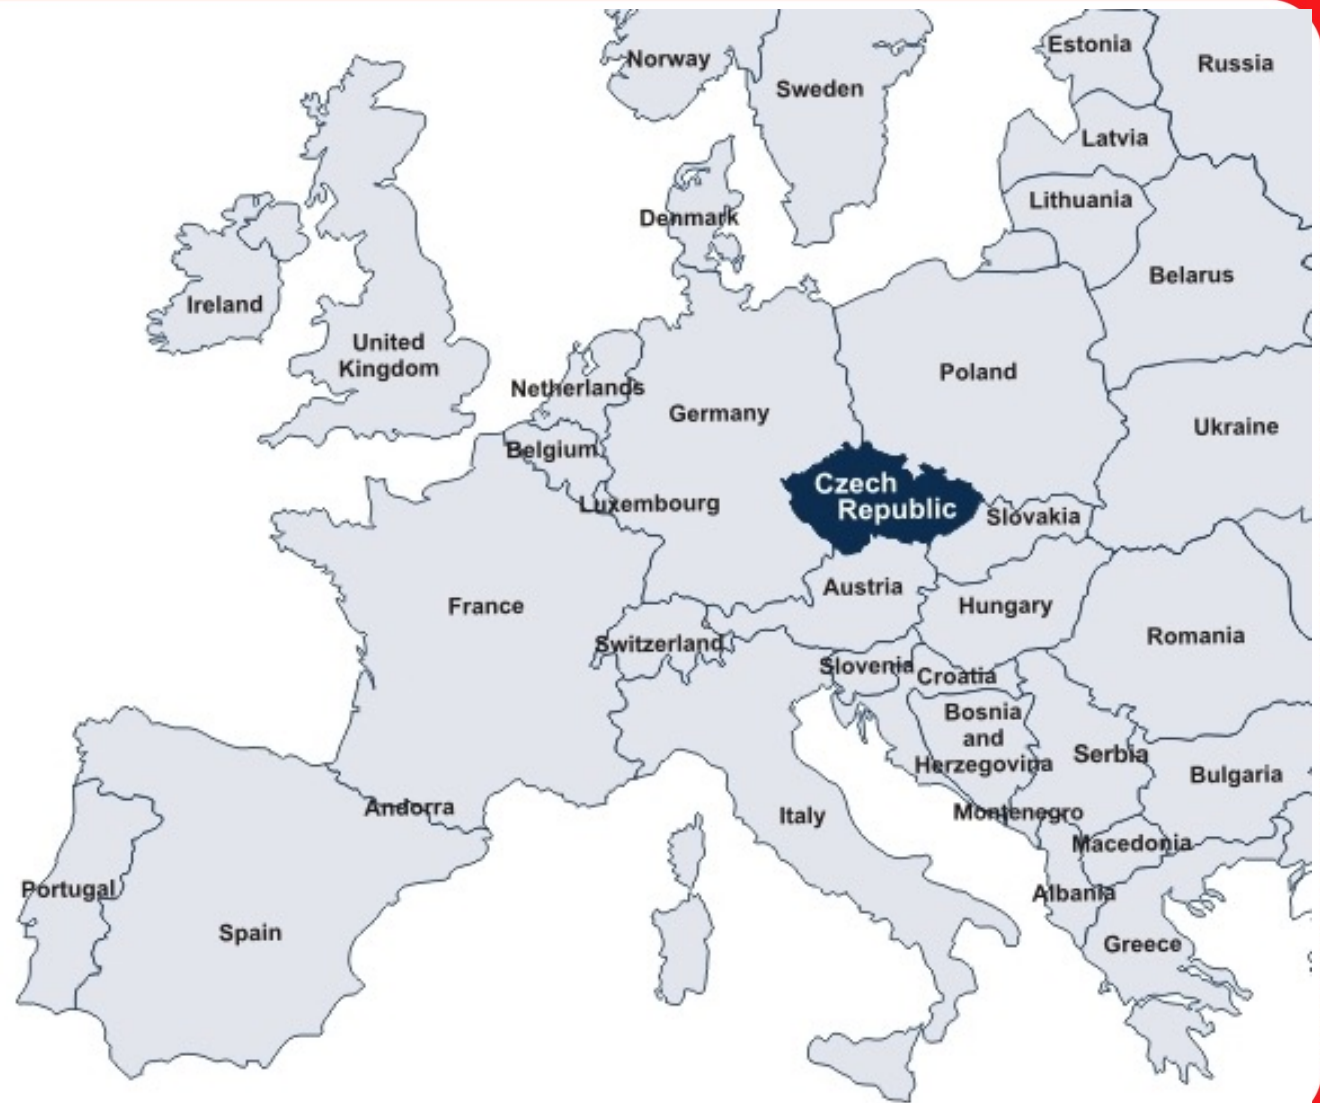 Norway
Sweden
Estonia
Russia
Latvia
Lithuania
Denmark
Belarus
Ireland
United
Kingdom
Netherlands
Germany
Poland
Ukraine
Belgium
Luxembourg
Czech
Republic
Slovakia
France
Austria
Hungary
Romania
Switzerland
Slovenia
Croatia
Bosnia
and
Herzegovina
Serbia
Bulgaria
Andorra
Italy
Montenegro
Macedonia
Portugal
Albania
Spain
Greece